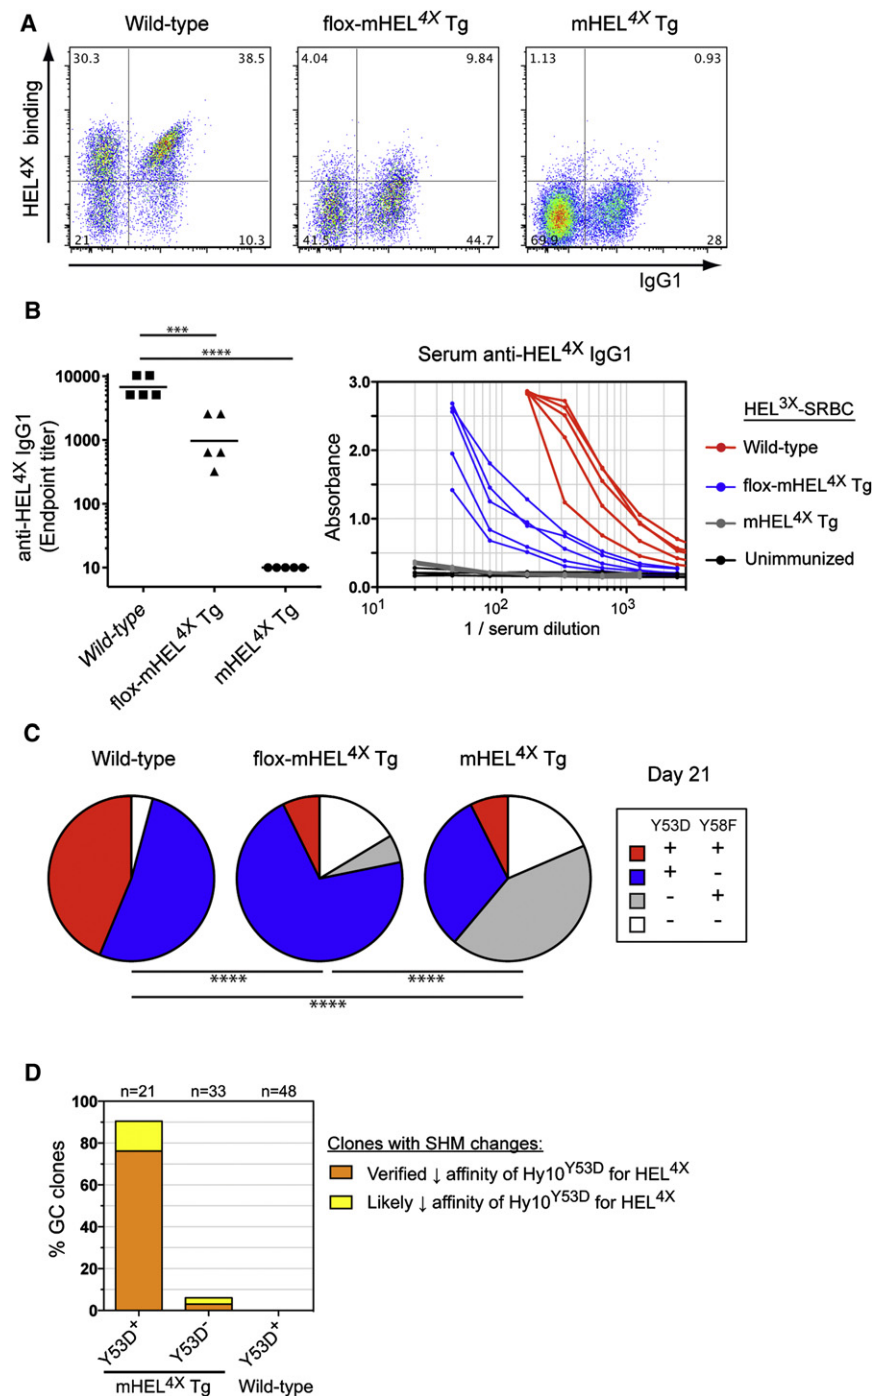 A
Wild-type
flox-mHEL4X Tg
mHEL4X Tg
30.3
38.5
4.04
9.84
1.13
0.93
HEL4X binding
21
10.3
41.5
44.7
69.9
28
IgG1
B
***
****
10000
1000
100
10
anti-HEL4X IgG1
(Endpoint titer)
Wild-type
flox-mHEL4X Tg
mHEL4X Tg
Serum anti-HEL4X IgG1
3.0
2.0
1.0
0.0
Absorbance
101
102
103
1 / serum dilution
HEL3X-SRBC
Wild-type
flox-mHEL4X Tg
mHEL4X Tg
Unimmunized
C
Wild-type
flox-mHEL4X Tg
mHEL4X Tg
Day 21
Y53D Y58F
+ +
+ -
- +
- -
****
****
****
D
n=21
n=33
n=48
100
80
60
40
20
0
% GC clones
Y53D+
Y53D-
Y53D+
mHEL4X Tg
Wild-type
Clones with SHM changes:
Verified ↓ affinity of Hy10Y53D for HEL4X
Likely ↓ affinity of Hy10Y53D for HEL4X